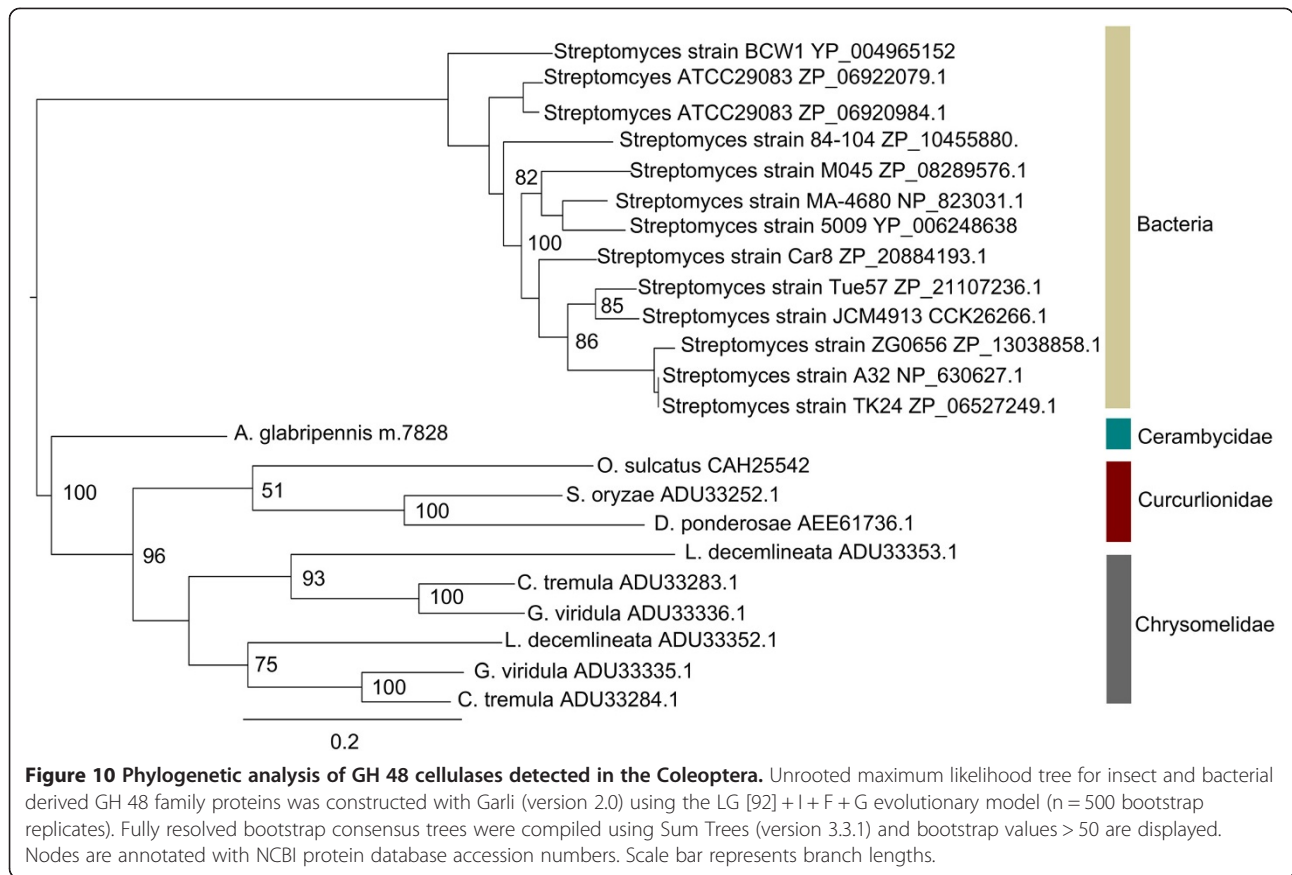 Streptomyces strain BCW1 YP_004965152
Streptomcyes ATCC29083 ZP_06922079.1
Streptomyces ATCC29083 ZP_06920984.1
Streptomyces strain 84-104 ZP_10455880.
82
Streptomyces strain M045 ZP_08289576.1
Streptomyces strain MA-4680 NP_823031.1
Streptomyces strain 5009 YP_006248638
Bacteria
100
Streptomyces strain Car8 ZP_20884193.1
Streptomyces strain Tue57 ZP_21107236.1
85
Streptomyces strain JCM4913 CCK26266.1
86
Streptomyces strain ZG0656 ZP_13038858.1
Streptomyces strain A32 NP_630627.1
Streptomyces strain TK24 ZP_06527249.1
A. glabripennis m.7828
Cerambycidae
100
O. sulcatus CAH25542
51
S. oryzae ADU33252.1
Curcurlionidae
100
D. ponderosae AEE61736.1
96
L. decemlineata ADU33353.1
93
C. tremula ADU33283.1
100
G. viridula ADU33336.1
Chrysomelidae
L. decemlineata ADU33352.1
75
G. viridula ADU33335.1
100
C. tremula ADU33284.1
0.2
Figure 10 Phylogenetic analysis of GH 48 cellulases detected in the Coleoptera. Unrooted maximum likelihood tree for insect and bacterial
derived GH 48 family proteins was constructed with Garli (version 2.0) using the LG [92] + I + F + G evolutionary model (n = 500 bootstrap
replicates). Fully resolved bootstrap consensus trees were compiled using Sum Trees (version 3.3.1) and bootstrap values > 50 are displayed.
Nodes are annotated with NCBI protein database accession numbers. Scale bar represents branch lengths.